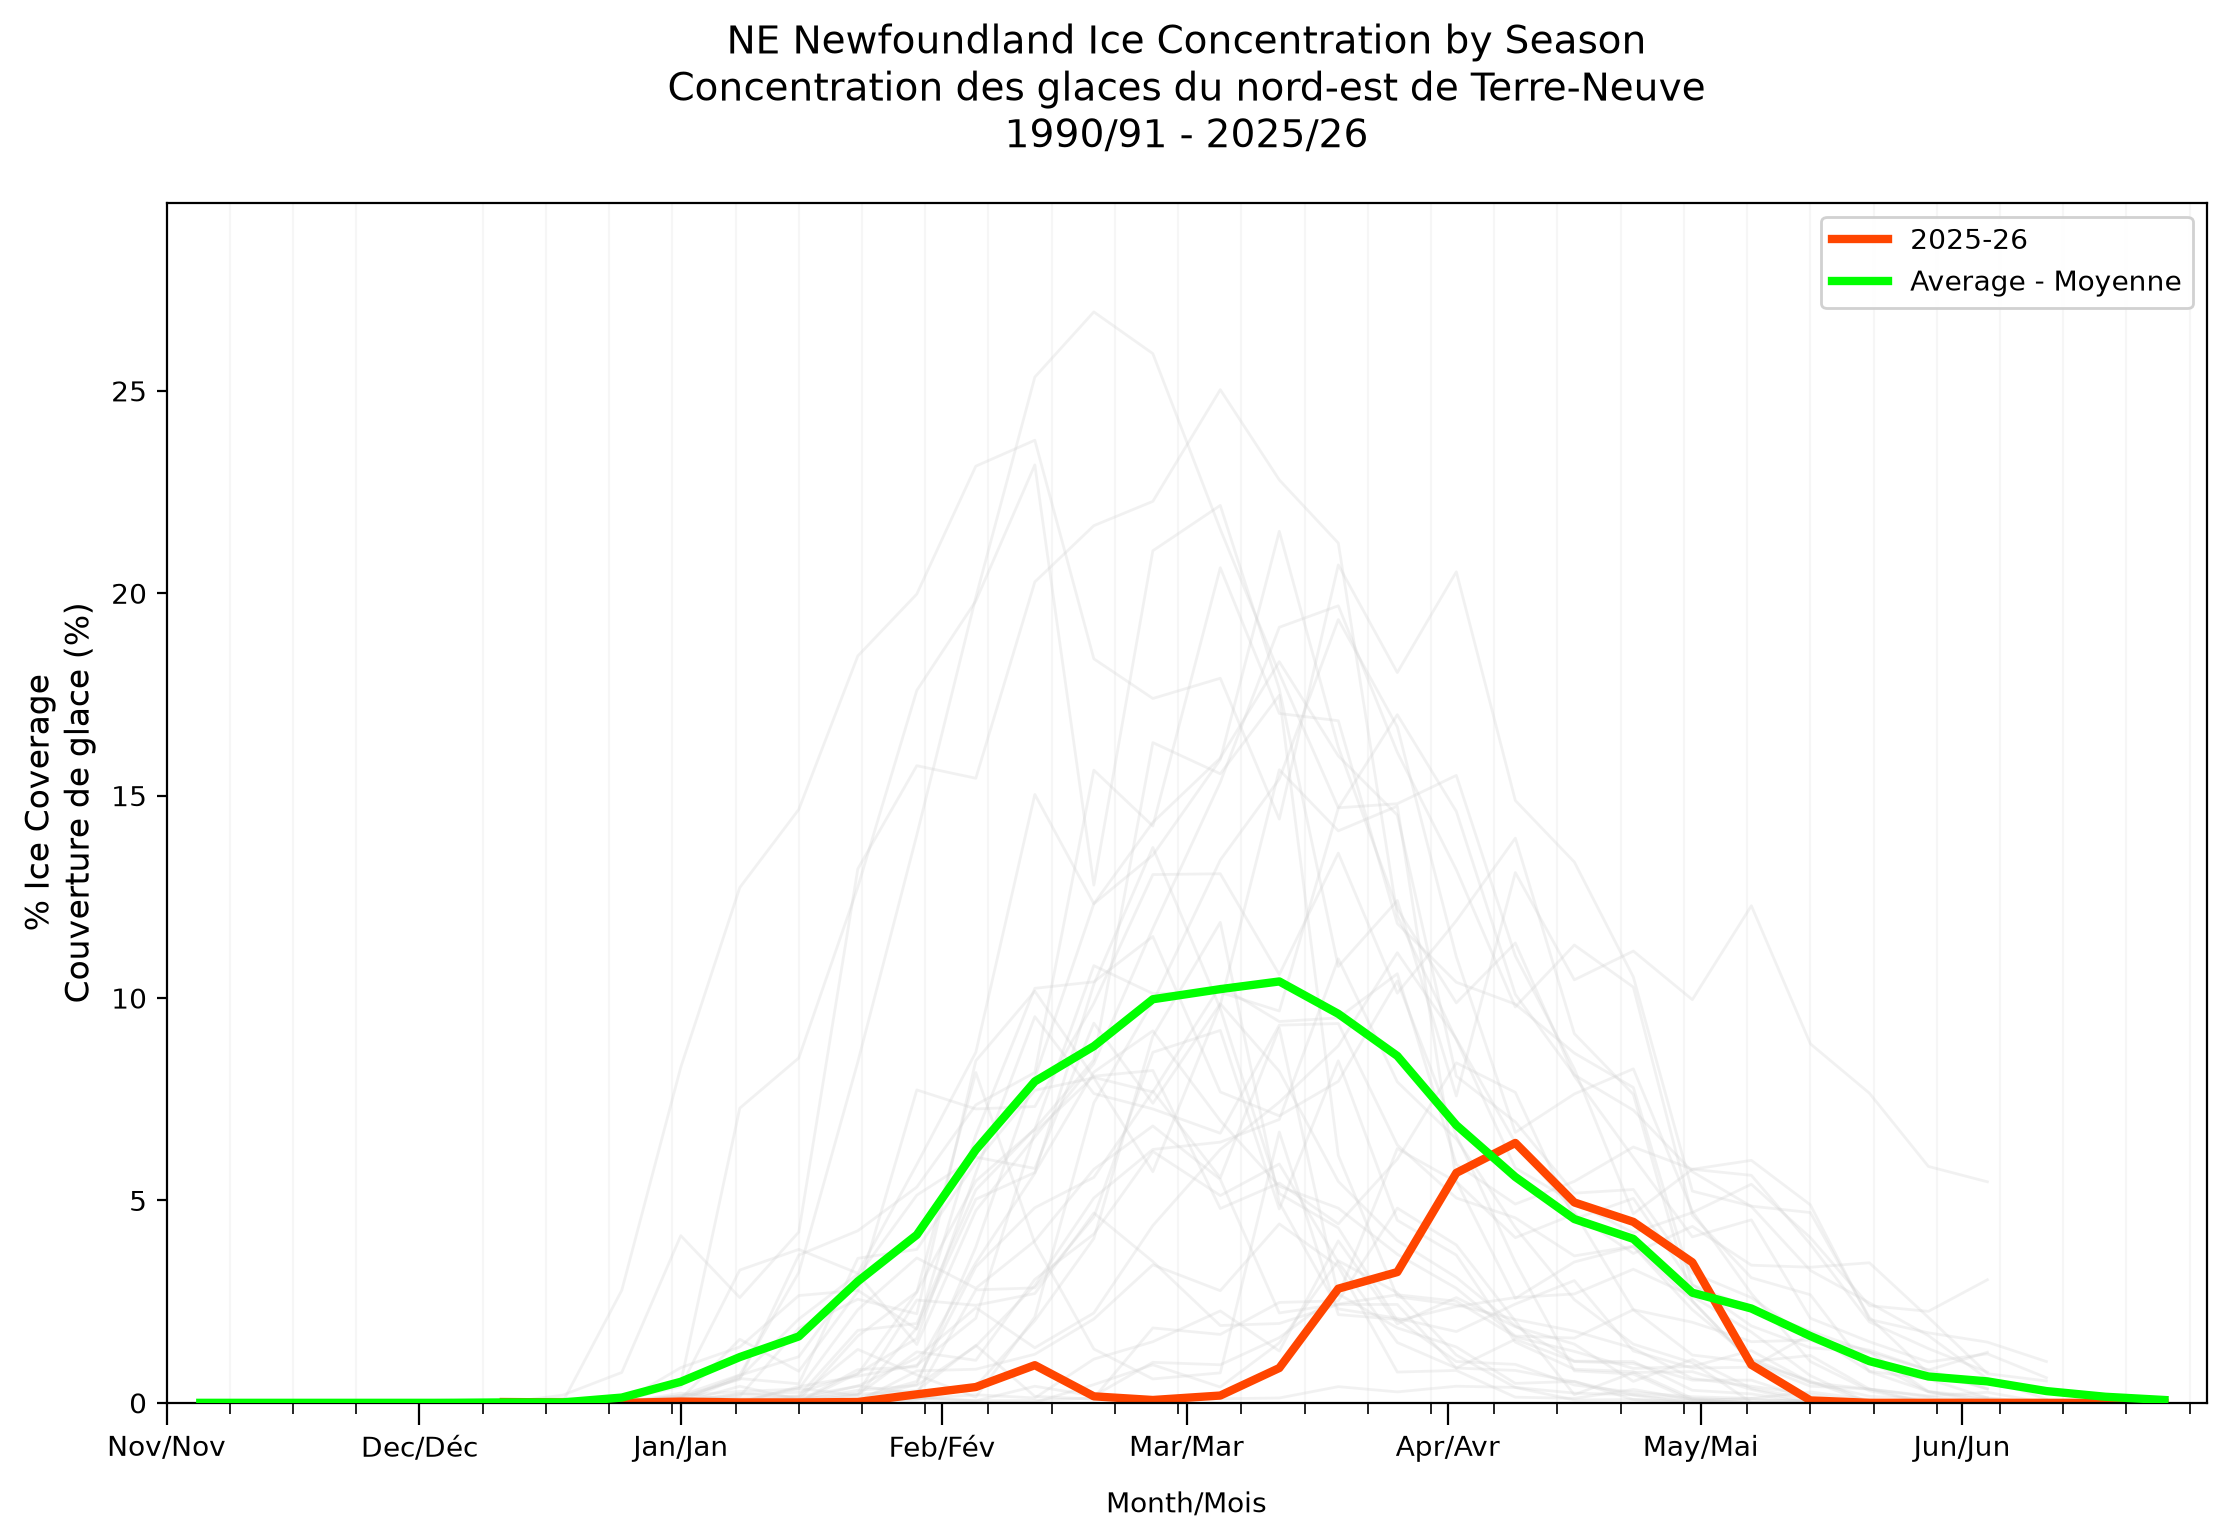 NE Newfoundland Ice Concentration by Season
Concentration des glaces du nord-est de Terre-Neuve
1990/91 - 2025/26
2025-26
Average - Moyenne
% Ice Coverage
Couverture de glace (%)
25
20
15
10
5
0
Nov/Nov
Dec/Déc
Jan/Jan
Feb/Fév
Mar/Mar
Apr/Avr
May/Mai
Jun/Jun
Month/Mois